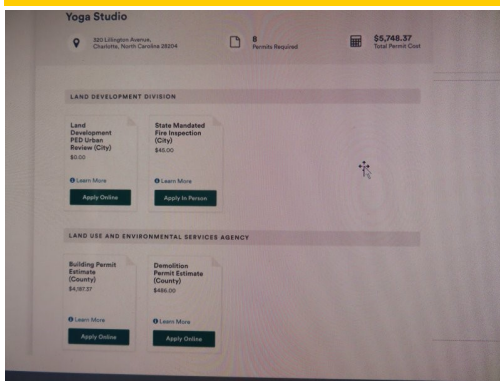 Yoga Studio
320 Lillington Avenue,
Charlotte, North Carolina 28204
8
Permits Required
$5,748.37
Total Permit Cost
LAND DEVELOPMENT DIVISION
Land
Development
PED Urban
Review (City)
$0.00
Learn More
Apply Online
State Mandated
Fire Inspection
(City)
$45.00
Learn More
Apply In Person
LAND USE AND ENVIRONMENTAL SERVICES AGENCY
Building Permit
Estimate
(County)
$4,187.37
Learn More
Apply Online
Demolition
Permit Estimate
(County)
$486.00
Learn More
Apply Online